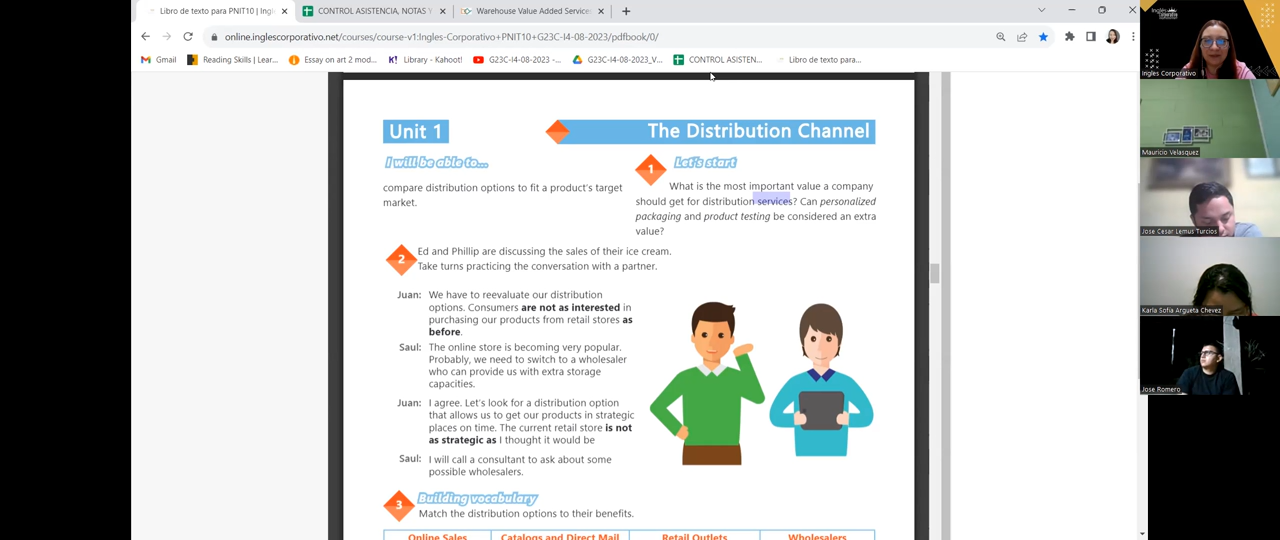 Libro de texto para PNIT10 | Ingl
CONTROL ASISTENCIA, NOTAS Y
Warehouse Value Added Services
online.inglescorporativo.net/courses/course-v1:Ingles-Corporativo+PNIT10+G23C-I4-08-2023/pdfbook/0/
Gmail
Reading Skills | Lear...
Essay on art 2 mod...
Library - Kahoot!
G23C-I4-08-2023 -...
G23C-I4-08-2023_V...
CONTROL ASISTEN...
Libro de texto para...
Unit 1
The Distribution Channel
I will be able to...
compare distribution options to fit a product's target
market.
1
Let's start
What is the most important value a company
should get for distribution services? Can personalized
packaging and product testing be considered an extra
value?
2
Ed and Phillip are discussing the sales of their ice cream.
Take turns practicing the conversation with a partner.
Juan: We have to reevaluate our distribution
options. Consumers are not as interested in
purchasing our products from retail stores as
before.
Saul: The online store is becoming very popular.
Probably, we need to switch to a wholesaler
who can provide us with extra storage
capacities.
Juan: I agree. Let's look for a distribution option
that allows us to get our products in strategic
places on time. The current retail store is not
as strategic as I thought it would be
Saul: I will call a consultant to ask about some
possible wholesalers.
3
Building vocabulary
Match the distribution options to their benefits.
Online Sales
Catalogs and Direct Mail
Retail Outlets
Wholesalers
Inglés
Corporativo
Ingles Corporativo
Mauricio Velasquez
Jose Cesar Lemus Turcios
Karla Sofia Argueta Chevez
Jose Romero